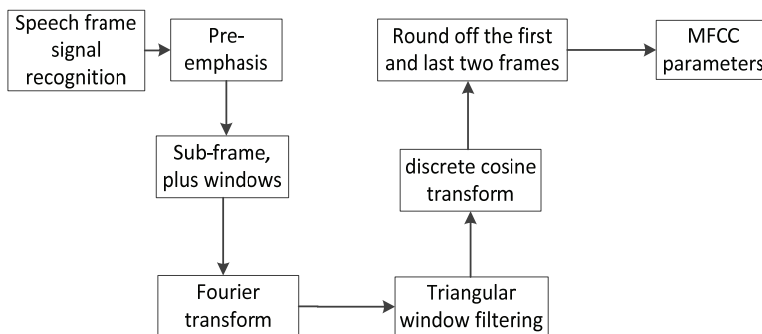 Speech frame
signal
recognition
Pre-
emphasis
Sub-frame,
plus windows
Fourier
transform
Triangular
window filtering
discrete cosine
transform
Round off the first
and last two frames
MFCC
parameters